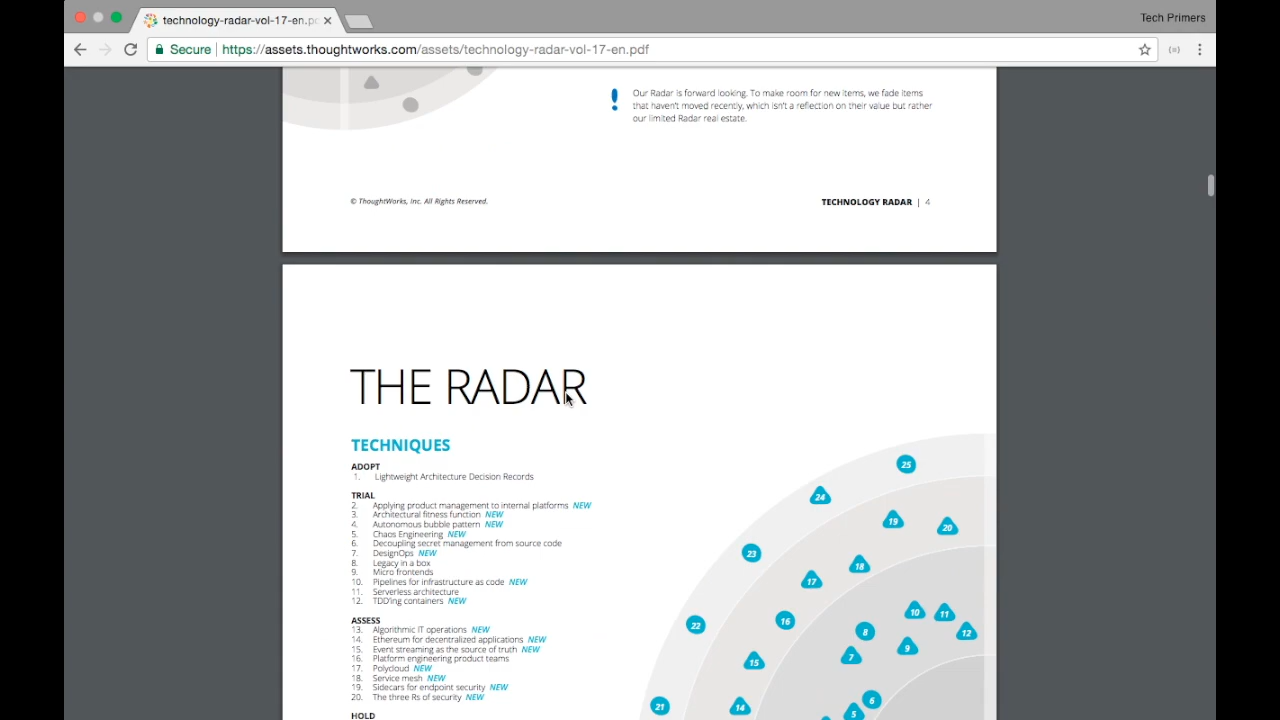 technology-radar-vol-17-en.pd
Tech Primers
Secure
https://assets.thoughtworks.com/assets/technology-radar-vol-17-en.pdf
Our Radar is forward looking. To make room for new items, we fade items
that haven't moved recently, which isn't a reflection on their value but rather
our limited Radar real estate.
© ThoughtWorks, Inc. All Rights Reserved.
TECHNOLOGY RADAR | 4
THE RADAR
TECHNIQUES
ADOPT
1. Lightweight Architecture Decision Records
TRIAL
2. Applying product management to internal platforms NEW
3. Architectural fitness function NEW
4. Autonomous bubble pattern NEW
5. Chaos Engineering NEW
6. Decoupling secret management from source code
7. DesignOps NEW
8. Legacy in a box
9. Micro frontends
10. Pipelines for infrastructure as code NEW
11. Serverless architecture
12. TDD'ing containers NEW
ASSESS
13. Algorithmic IT operations NEW
14. Ethereum for decentralized applications NEW
15. Event streaming as the source of truth NEW
16. Platform engineering product teams
17. Polycloud NEW
18. Service mesh NEW
19. Sidecars for endpoint security NEW
20. The three Rs of security NEW
HOLD
25
24
19
20
23
18
17
10
11
16
22
8
12
9
7
15
6
21
14
5